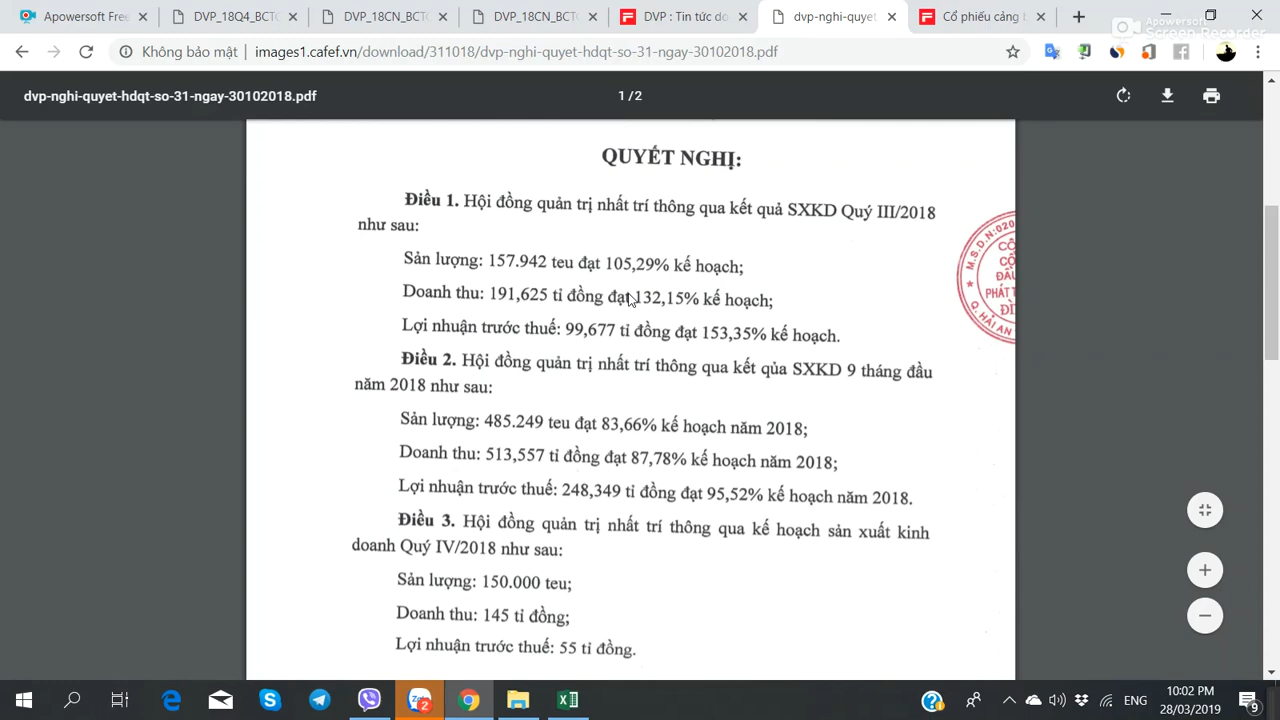 Apowersoft Free
DVP_18Q4_BCTC
DVP_18CN_BCTC
DVP_18CN_BCTC
DVP: Tin tức do
dvp-nghi-quyet
Cổ phiếu cảng b
Apowersoft
Screen Recorder
Không bảo mật | images1.cafef.vn/download/311018/dvp-nghi-quyet-hdqt-so-31-ngay-30102018.pdf
dvp-nghi-quyet-hdqt-so-31-ngay-30102018.pdf
1 / 2
QUYẾT NGHỊ:
Điều 1. Hội đồng quản trị nhất trí thông qua kết quả SXKD Quý III/2018
như sau:
Sản lượng: 157.942 teu đạt 105,29% kế hoạch;
Doanh thu: 191,625 tỉ đồng đạt 132,15% kế hoạch;
Lợi nhuận trước thuế: 99,677 tỉ đồng đạt 153,35% kế hoạch.
Điều 2. Hội đồng quản trị nhất trí thông qua kết qủa SXKD 9 tháng đầu
năm 2018 như sau:
Sản lượng: 485.249 teu đạt 83,66% kế hoạch năm 2018;
Doanh thu: 513,557 tỉ đồng đạt 87,78% kế hoạch năm 2018;
Lợi nhuận trước thuế: 248,349 tỉ đồng đạt 95,52% kế hoạch năm 2018.
Điều 3. Hội đồng quản trị nhất trí thông qua kế hoạch sản xuất kinh
doanh Quý IV/2018 như sau:
Sản lượng: 150.000 teu;
Doanh thu: 145 tỉ đồng;
Lợi nhuận trước thuế: 55 tỉ đồng.
M.S.D.N:020
CÔ
CỔ
ĐẦU
PHÁT T
ĐÌ
Q. HẢI AN
2
ENG
10:02 PM
28/03/2019
9